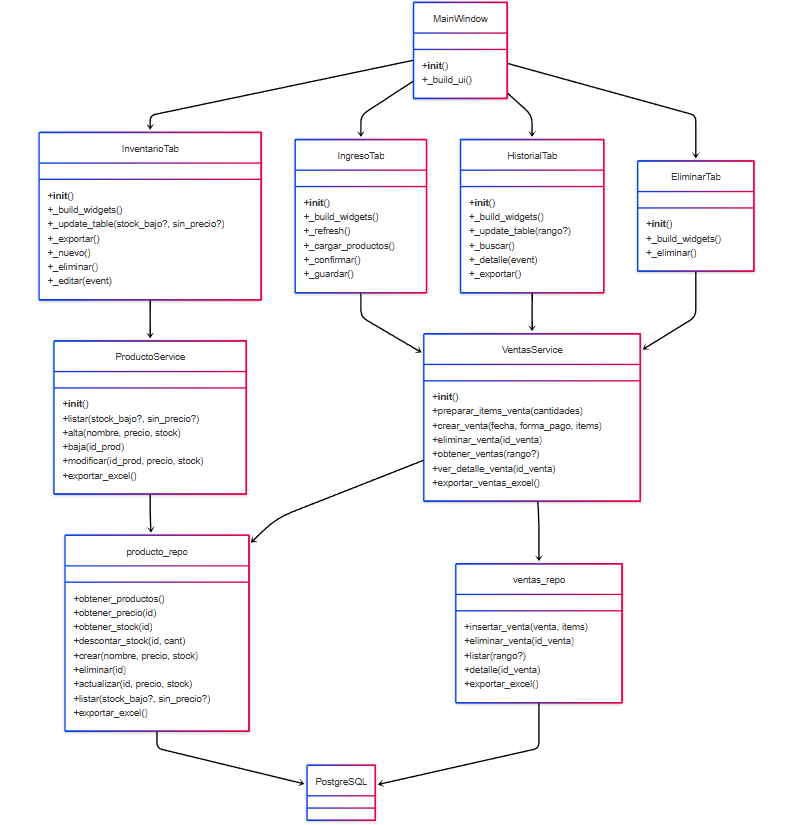 MainWindow
+init()
+_build_ui()
InventarioTab
+init()
+_build_widgets()
+_update_table(stock_bajo?, sin_precio?)
+_exportar()
+_nuevo()
+_eliminar()
+_editar(event)
IngresoTab
+init()
+_build_widgets()
+_refresh()
+_cargar_productos()
+_confirmar()
+_guardar()
HistorialTab
+init()
+_build_widgets()
+_update_table(rango?)
+_buscar()
+_detalle(event)
+_exportar()
EliminarTab
+init()
+_build_widgets()
+_eliminar()
ProductoService
+init()
+listar(stock_bajo?, sin_precio?)
+alta(nombre, precio, stock)
+baja(id_prod)
+modificar(id_prod, precio, stock)
+exportar_excel()
VentasService
+init()
+preparar_items_venta(cantidades)
+crear_venta(fecha, forma_pago, items)
+eliminar_venta(id_venta)
+obtener_ventas(rango?)
+ver_detalle_venta(id_venta)
+exportar_ventas_excel()
producto_repo
+obtener_productos()
+obtener_precio(id)
+obtener_stock(id)
+descontar_stock(id, cant)
+crear(nombre, precio, stock)
+eliminar(id)
+actualizar(id, precio, stock)
+listar(stock_bajo?, sin_precio?)
+exportar_excel()
ventas_repo
+insertar_venta(venta, items)
+eliminar_venta(id_venta)
+listar(rango?)
+detalle(id_venta)
+exportar_excel()
PostgreSQL